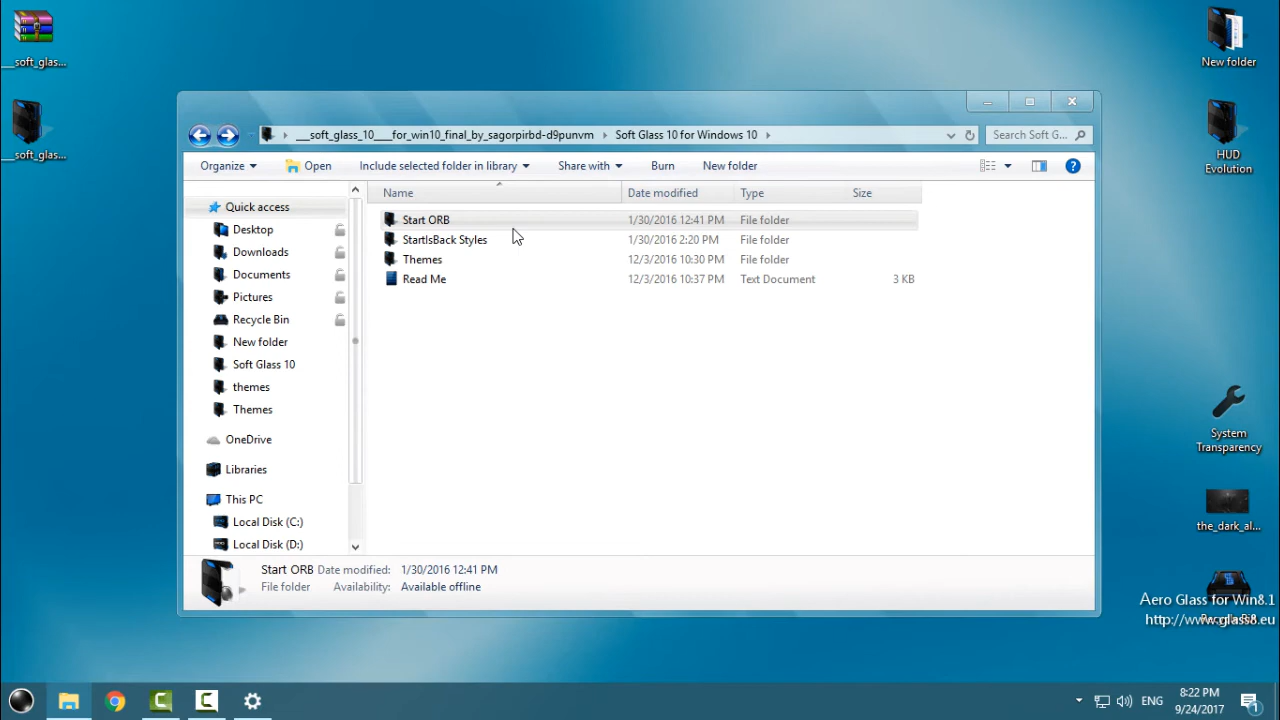 __soft_glas...
__soft_glas...
New folder
HUD
Evolution
System
Transparency
the_dark_al...
___soft_glass_10___for_win10_final_by_sagorpirbd-d9punvm
Soft Glass 10 for Windows 10
Search Soft G...
Organize
Open
Include selected folder in library
Share with
Burn
New folder
Name
Date modified
Type
Size
Quick access
Desktop
Downloads
Documents
Pictures
Recycle Bin
New folder
Soft Glass 10
themes
Themes
OneDrive
Libraries
This PC
Local Disk (C:)
Local Disk (D:)
Start ORB 1/30/2016 12:41 PM File folder
StartIsBack Styles 1/30/2016 2:20 PM File folder
Themes 12/3/2016 10:30 PM File folder
Read Me 12/3/2016 10:37 PM Text Document 3 KB
Start ORB Date modified: 1/30/2016 12:41 PM
File folder Availability: Available offline
Aero Glass for Win8.1
http://www.glass8.eu
ENG
8:22 PM
9/24/2017
1